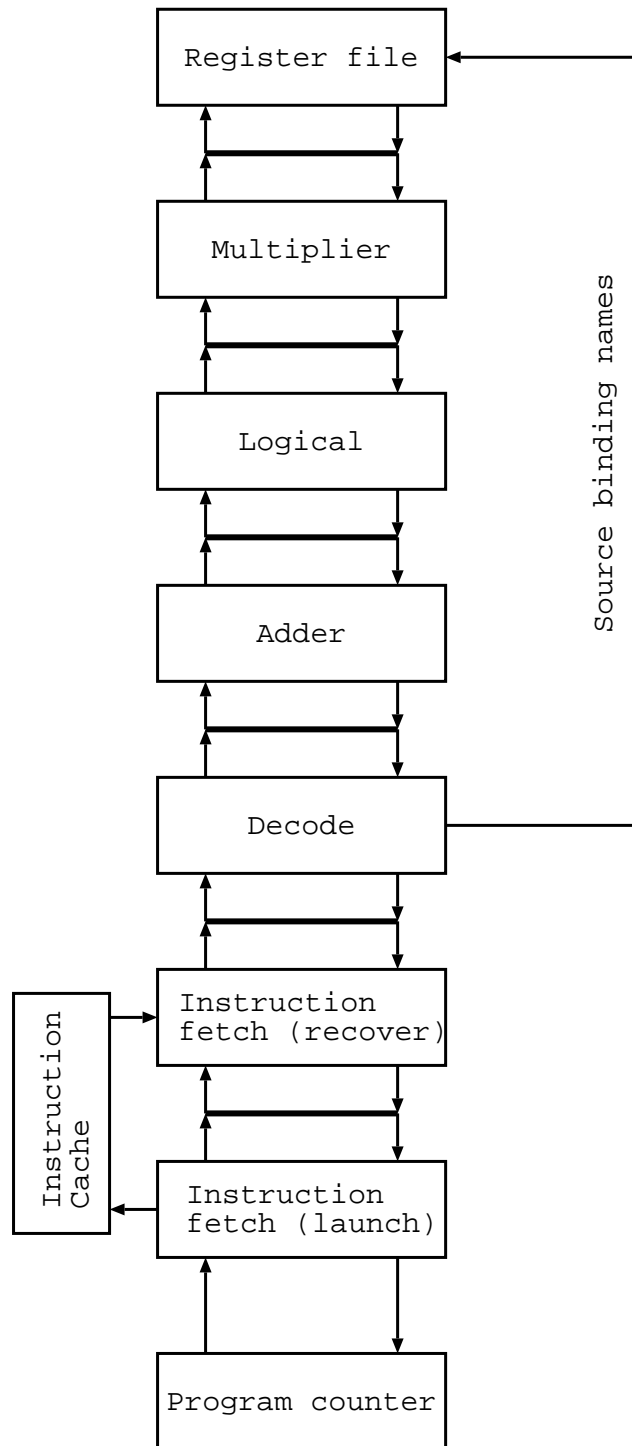 Register file
Multiplier
Logical
Adder
Source binding names
Decode
Instruction
fetch (recover)
Instruction
Cache
Instruction
fetch (launch)
Program counter